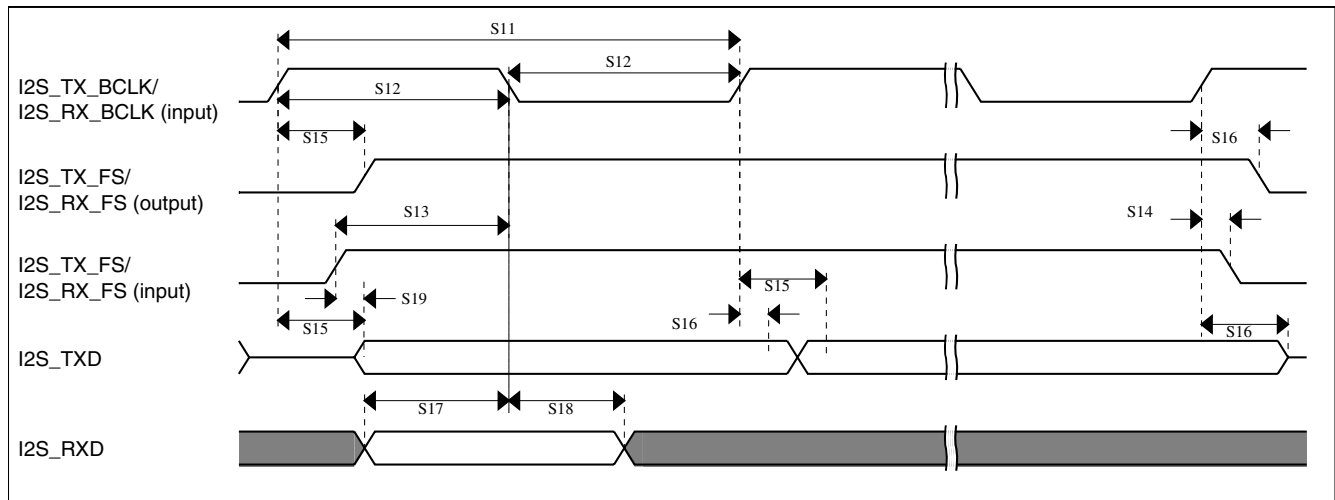 S11
I2S_TX_BCLK/
I2S_RX_BCLK (input)
S12
S12
S15
S16
I2S_TX_FS/
I2S_RX_FS (output)
S13
S14
I2S_TX_FS/
I2S_RX_FS (input)
S15
S19
S16
S15
S16
I2S_TXD
S17
S18
I2S_RXD